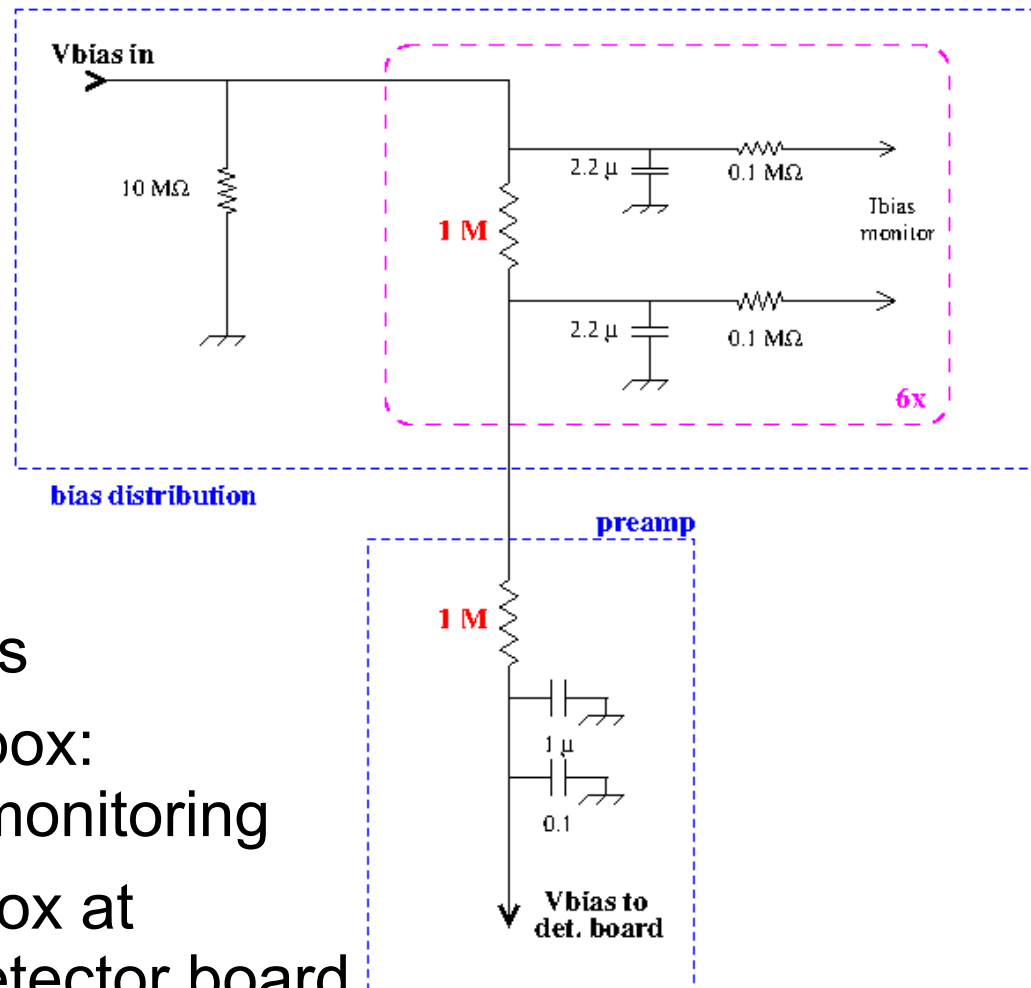 Vbias in
10 MΩ
2.2 µ
0.1 MΩ
1 M
Ibias
monitor
2.2 µ
0.1 MΩ
6x
bias distribution
preamp
1 M
1 µ
0.1
Vbias to
det. board
s
box:
monitoring
ox at
etector board